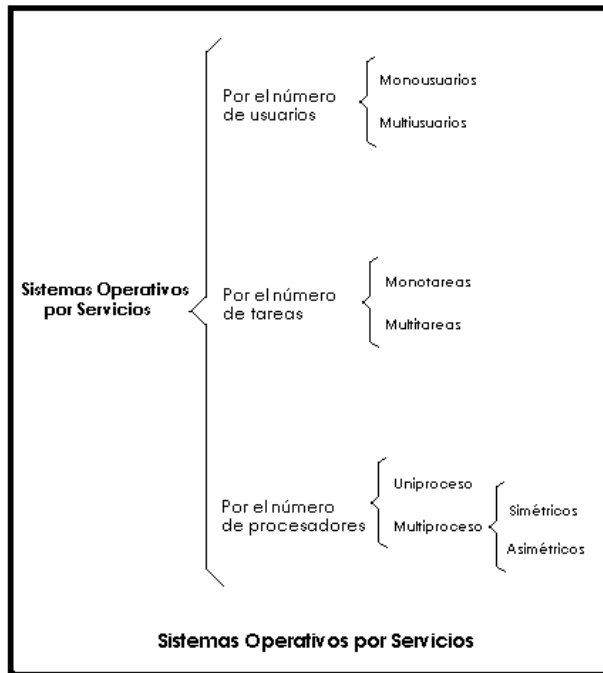 Por el número
de usuarios
Monousuarios
Multiusuarios
Sistemas Operativos
por Servicios
Por el número
de tareas
Monotareas
Multitareas
Por el número
de procesadores
Uniproceso
Multiproceso
Simétricos
Asimétricos
Sistemas Operativos por Servicios